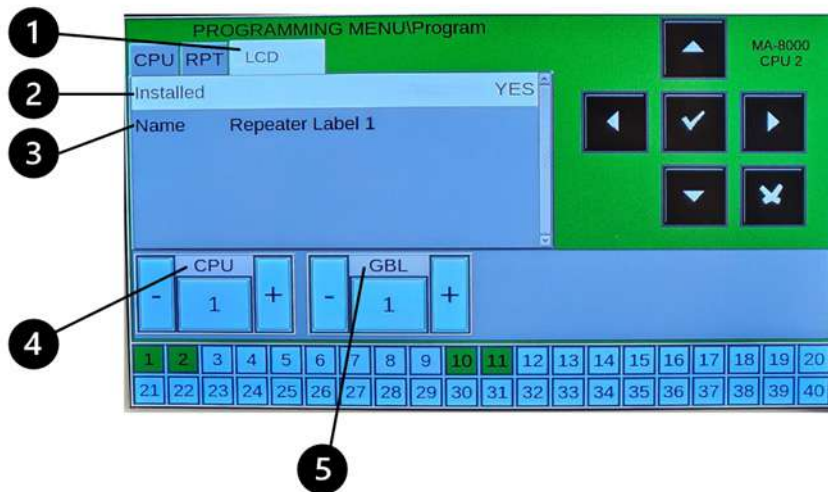 1
PROGRAMMING MENU\Program
MA-8000
CPU 2
CPU RPT LCD
2
Installed YES
3
Name Repeater Label 1
CPU GBL
- 1 + - 1 +
4
1 2 3 4 5 6 7 8 9 10 11 12 13 14 15 16 17 18 19 20
21 22 23 24 25 26 27 28 29 30 31 32 33 34 35 36 37 38 39 40
5